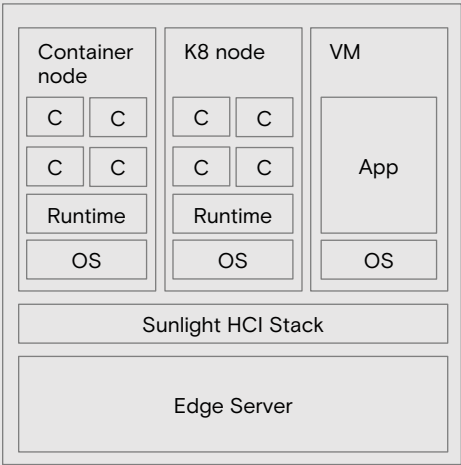 Container
node
C
C
C
C
Runtime
OS
K8 node
C
C
C
C
Runtime
OS
VM
App
OS
Sunlight HCI Stack
Edge Server